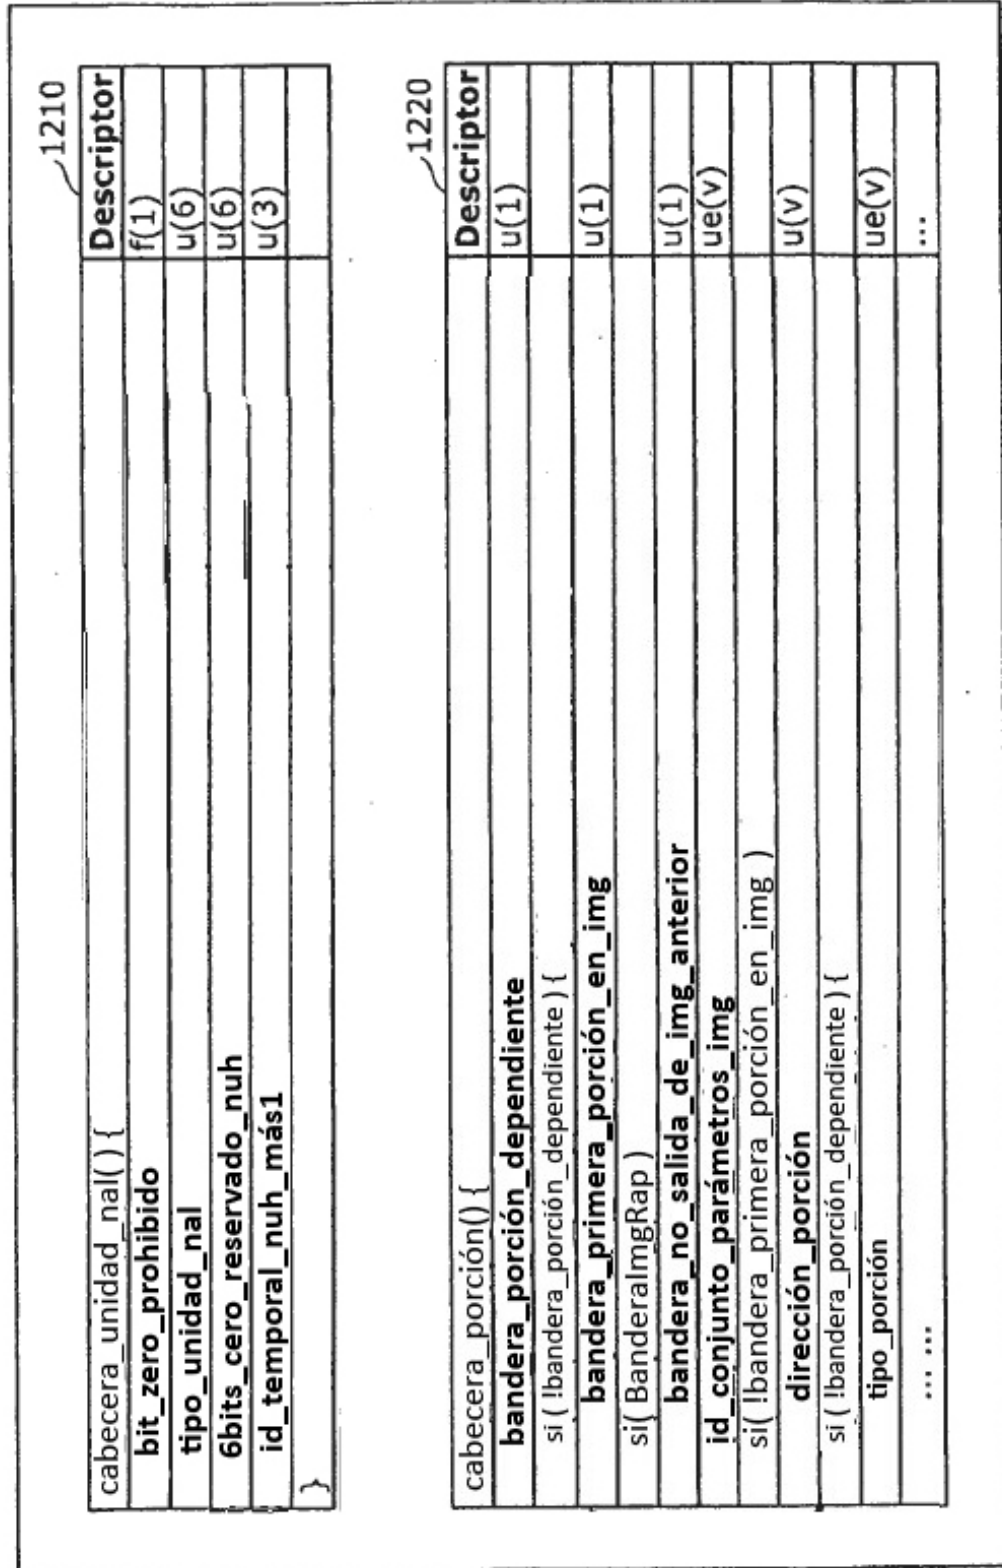 1210
cabecera_unidad_nal( ) { Descriptor
bit_zero_prohibido f(1)
tipo_unidad_nal u(6)
6bits_cero_reservado_nuh u(6)
id_temporal_nuh_más1 u(3)
}
1220
cabecera_porción() { Descriptor
bandera_porción_dependiente u(1)
si ( !bandera_porción_dependiente ) {
bandera_primera_porción_en_img u(1)
si( BanderaImgRap )
bandera_no_salida_de_img_anterior u(1)
id_conjunto_parámetros_img ue(v)
si( !bandera_primera_porción_en_img )
dirección_porción u(v)
si ( !bandera_porción_dependiente ) {
tipo_porción ue(v)
... ... ...